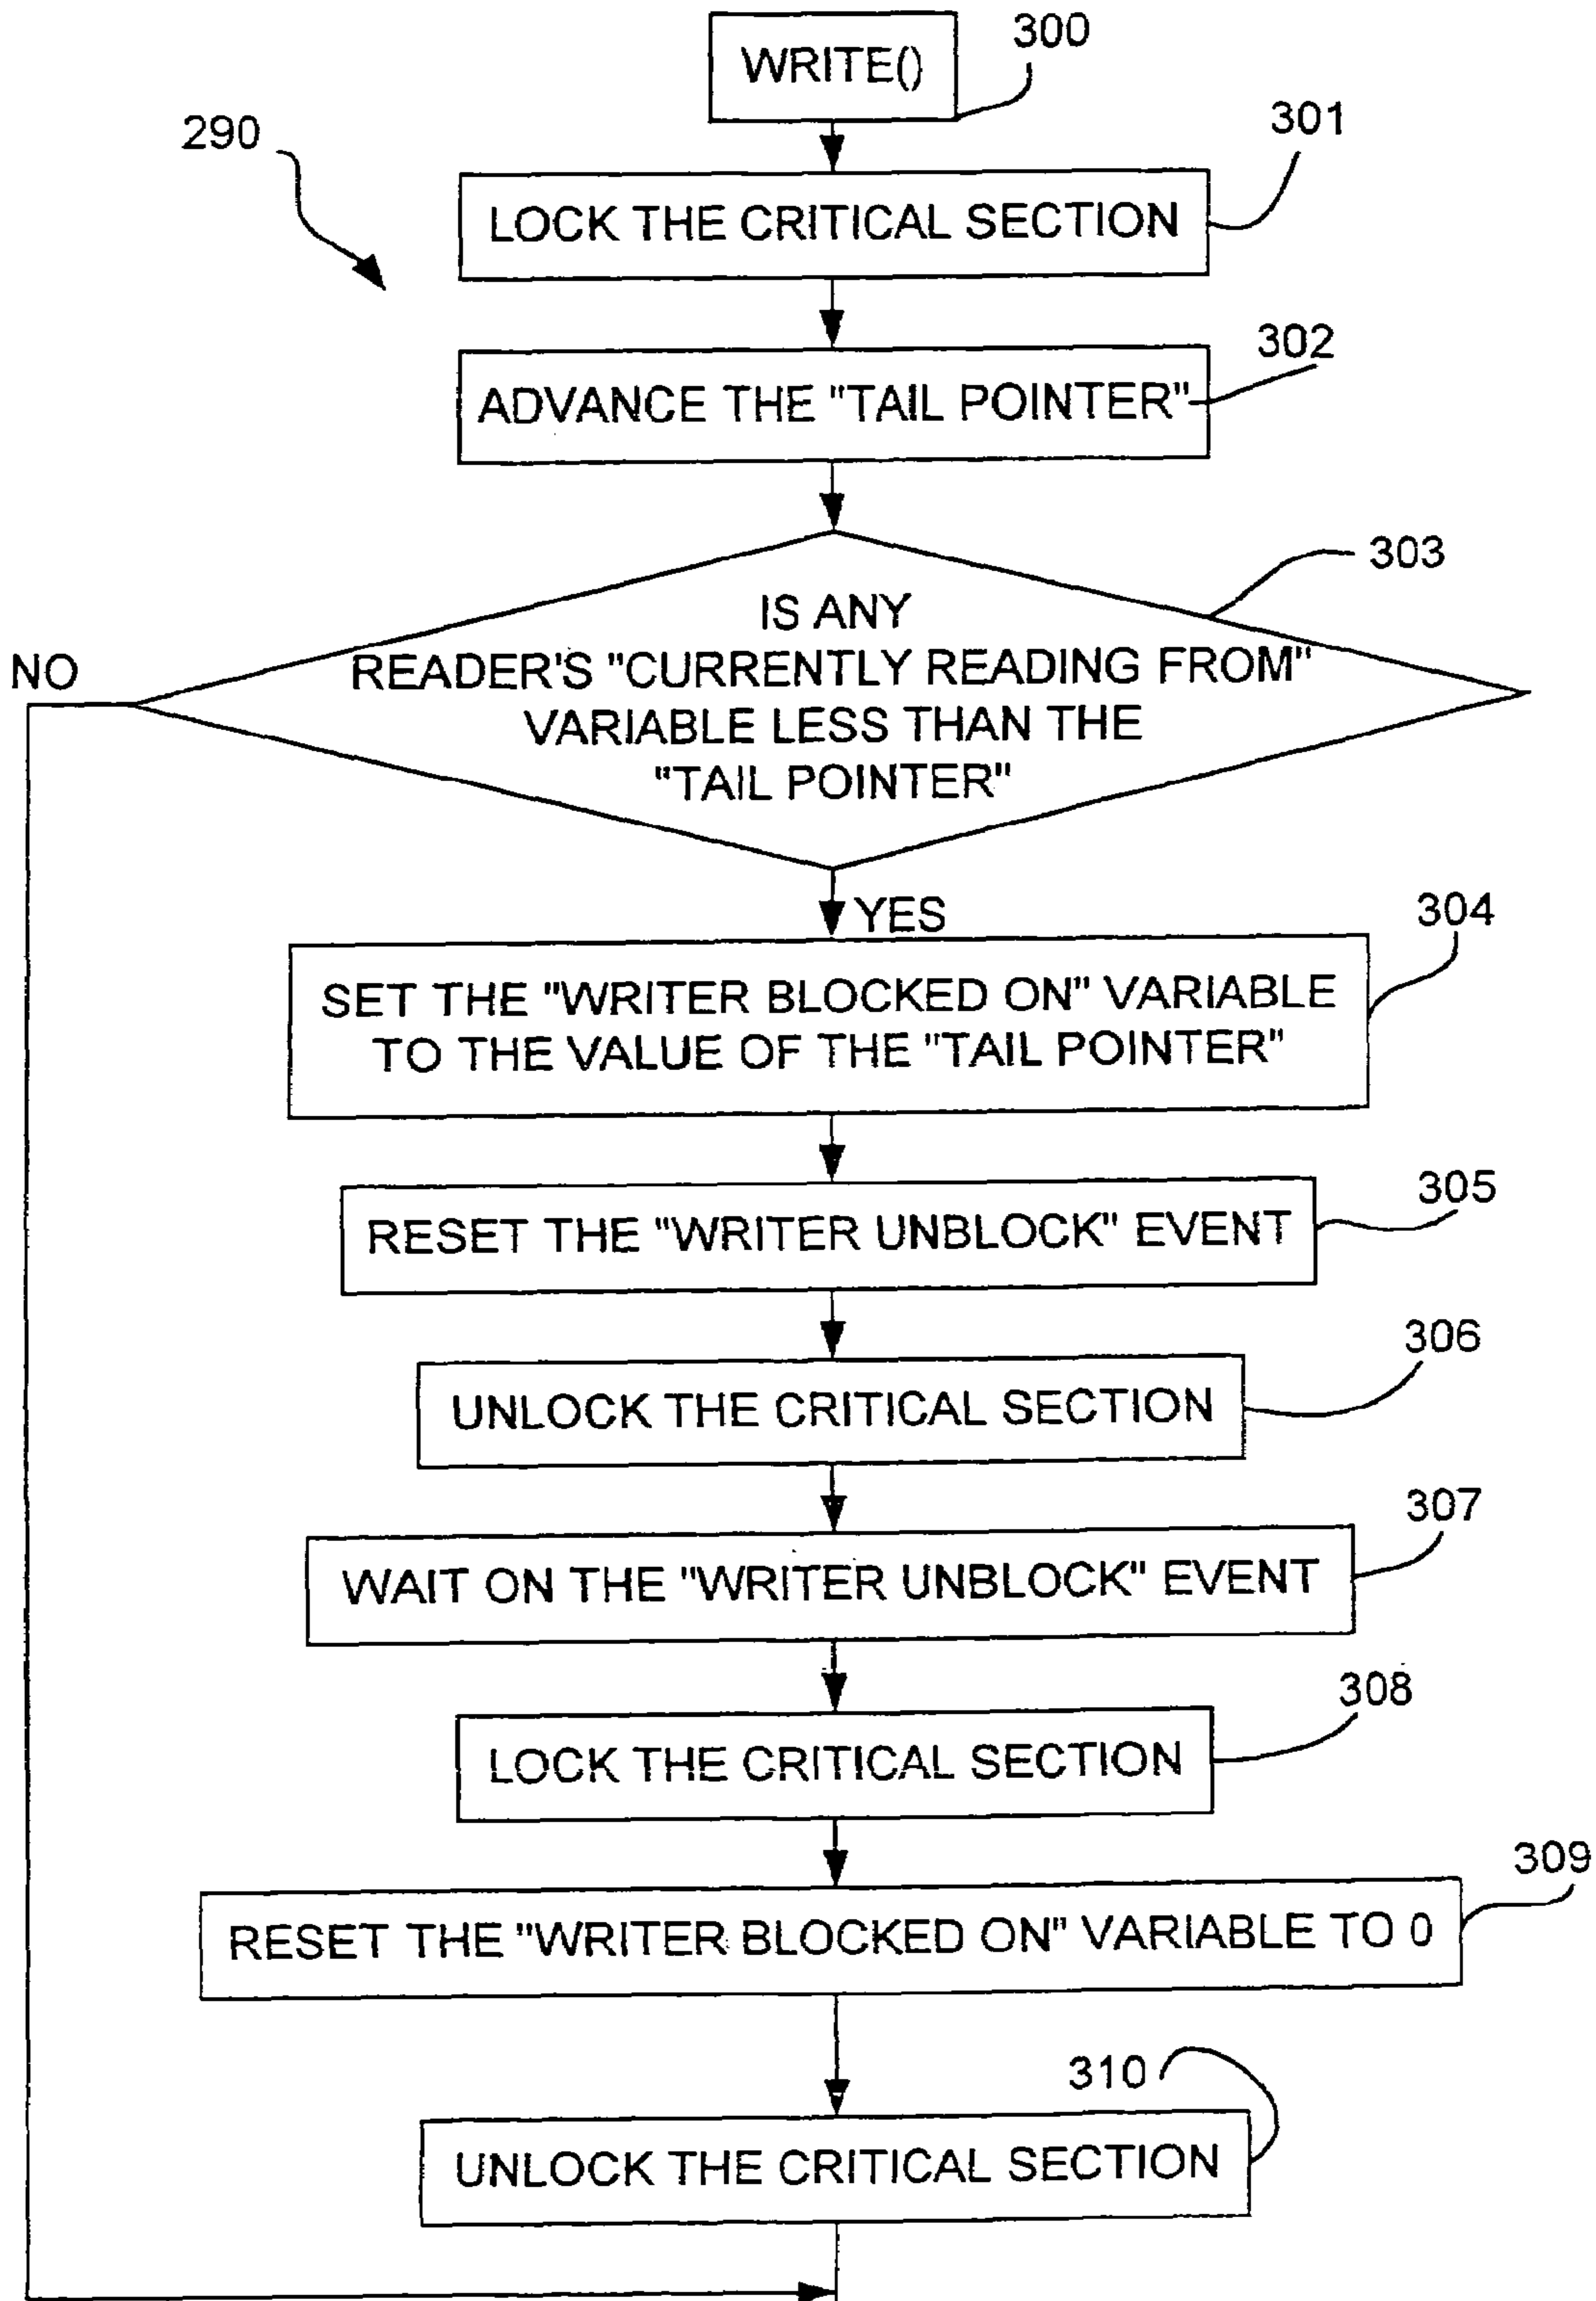 WRITE()
300
290
301
LOCK THE CRITICAL SECTION
302
ADVANCE THE "TAIL POINTER"
303
IS ANY
READER'S "CURRENTLY READING FROM"
VARIABLE LESS THAN THE
"TAIL POINTER"
NO
YES
304
SET THE "WRITER BLOCKED ON" VARIABLE
TO THE VALUE OF THE "TAIL POINTER"
305
RESET THE "WRITER UNBLOCK" EVENT
306
UNLOCK THE CRITICAL SECTION
307
WAIT ON THE "WRITER UNBLOCK" EVENT
308
LOCK THE CRITICAL SECTION
309
RESET THE "WRITER BLOCKED ON" VARIABLE TO 0
310
UNLOCK THE CRITICAL SECTION